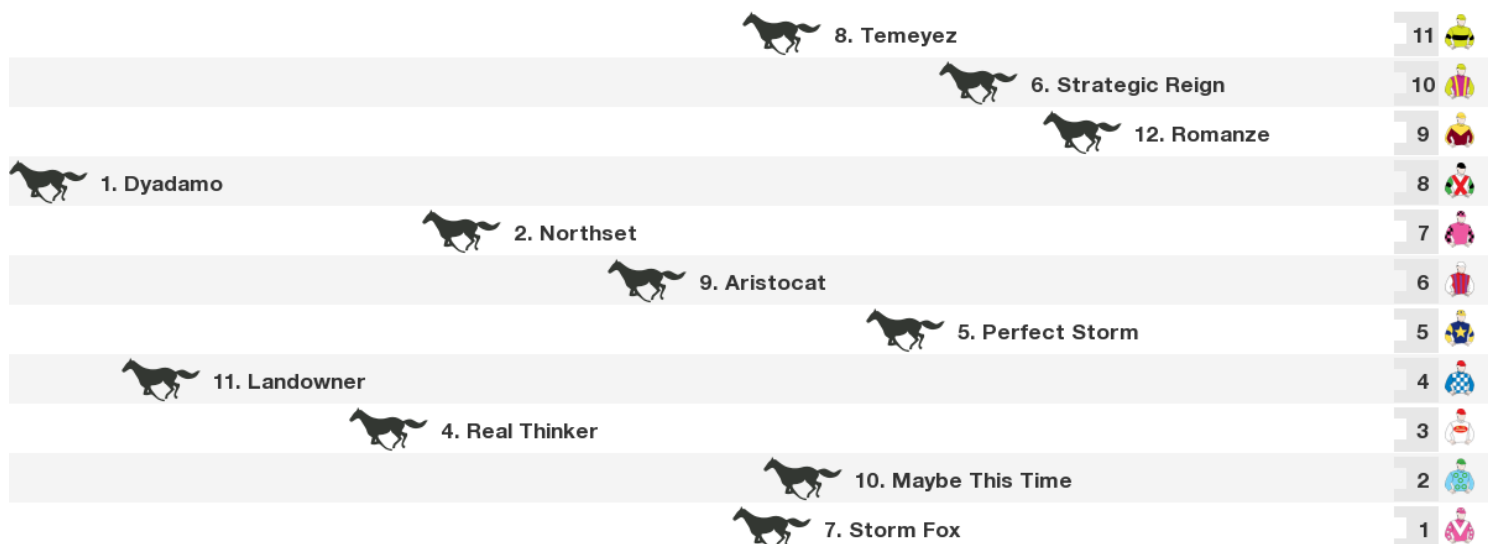 8. Temeyez 11
6. Strategic Reign 10
12. Romanze 9
1. Dyadamo 8
2. Northset 7
9. Aristocat 6
5. Perfect Storm 5
11. Landowner 4
4. Real Thinker 3
10. Maybe This Time 2
7. Storm Fox 1